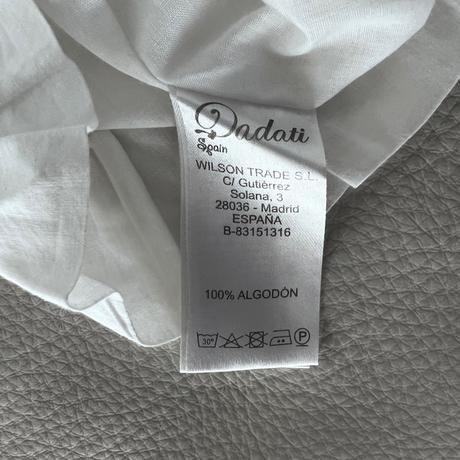 Dadati
Spain
WILSON TRADE S.L.
C/ Gutiérrez
Solana, 3
28036 - Madrid
ESPAÑA
B-83151316
100% ALGODÓN
30°
P